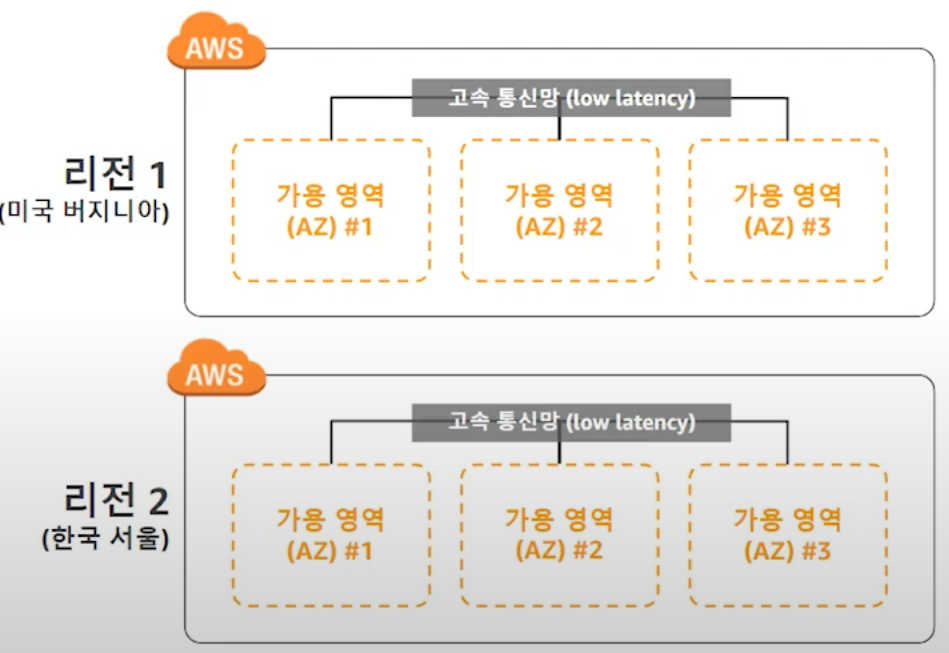 AWS
고속 통신망 (low latency)
리전 1
(미국 버지니아)
가용 영역
(AZ) #1
가용 영역
(AZ) #2
가용 영역
(AZ) #3
AWS
고속 통신망 (low latency)
리전 2
(한국 서울)
가용 영역
(AZ) #1
가용 영역
(AZ) #2
가용 영역
(AZ) #3